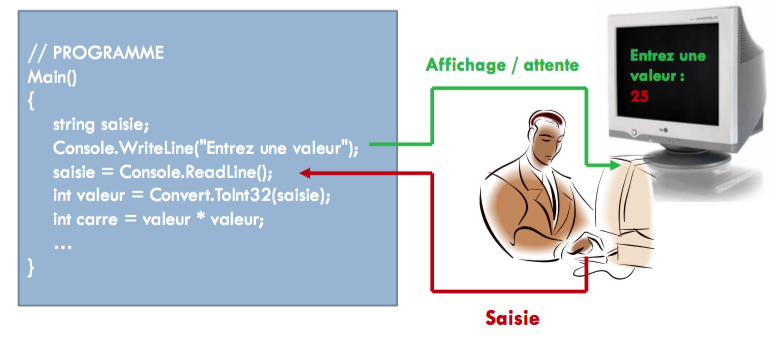 // PROGRAMME
Main()
{
string saisie;
Console.WriteLine("Entrez une valeur");
saisie = Console.ReadLine();
int valeur = Convert.ToInt32(saisie);
int carre = valeur * valeur;
...
}
Affichage / attente
Entrez une
valeur :
25
Saisie